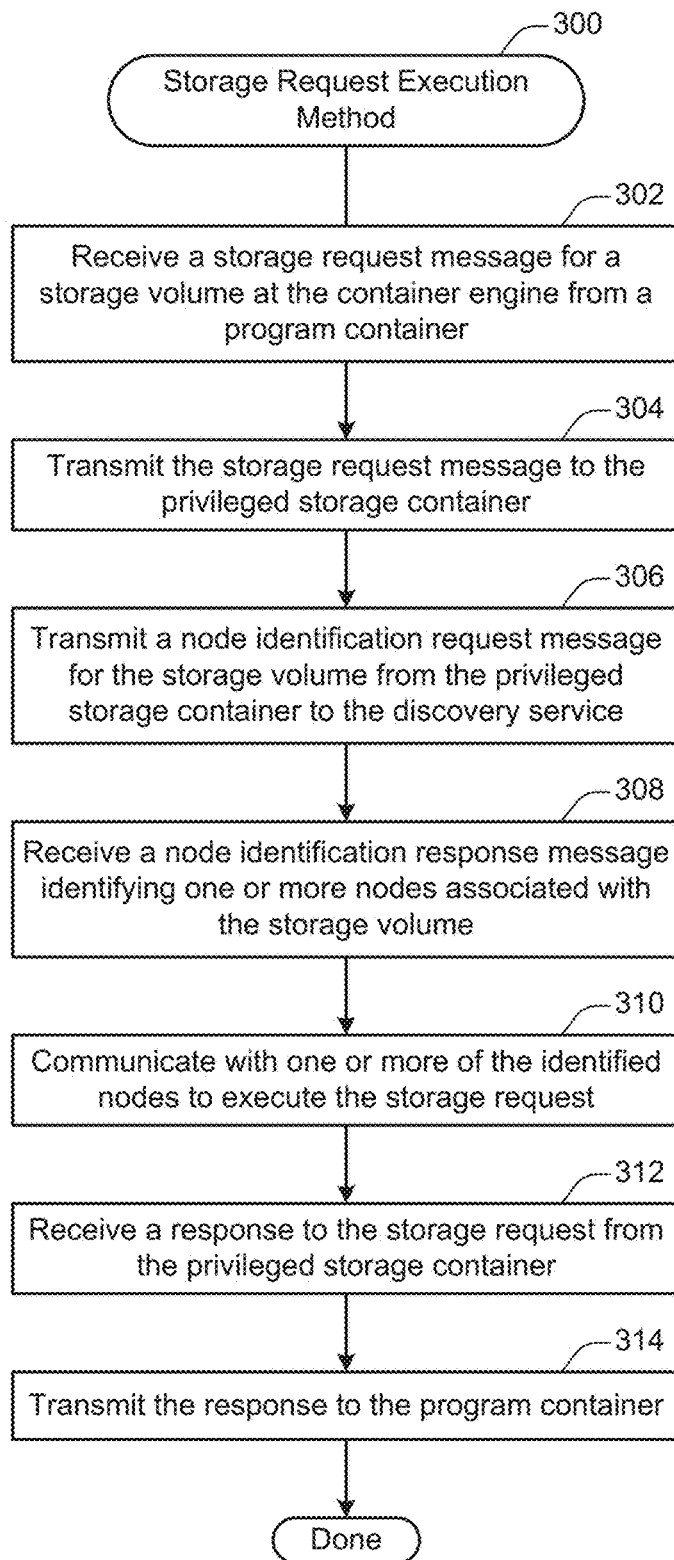 300
Storage Request Execution
Method
302
Receive a storage request message for a
storage volume at the container engine from a
program container
304
Transmit the storage request message to the
privileged storage container
306
Transmit a node identification request message
for the storage volume from the privileged
storage container to the discovery service
308
Receive a node identification response message
identifying one or more nodes associated with
the storage volume
310
Communicate with one or more of the identified
nodes to execute the storage request
312
Receive a response to the storage request from
the privileged storage container
314
Transmit the response to the program container
Done